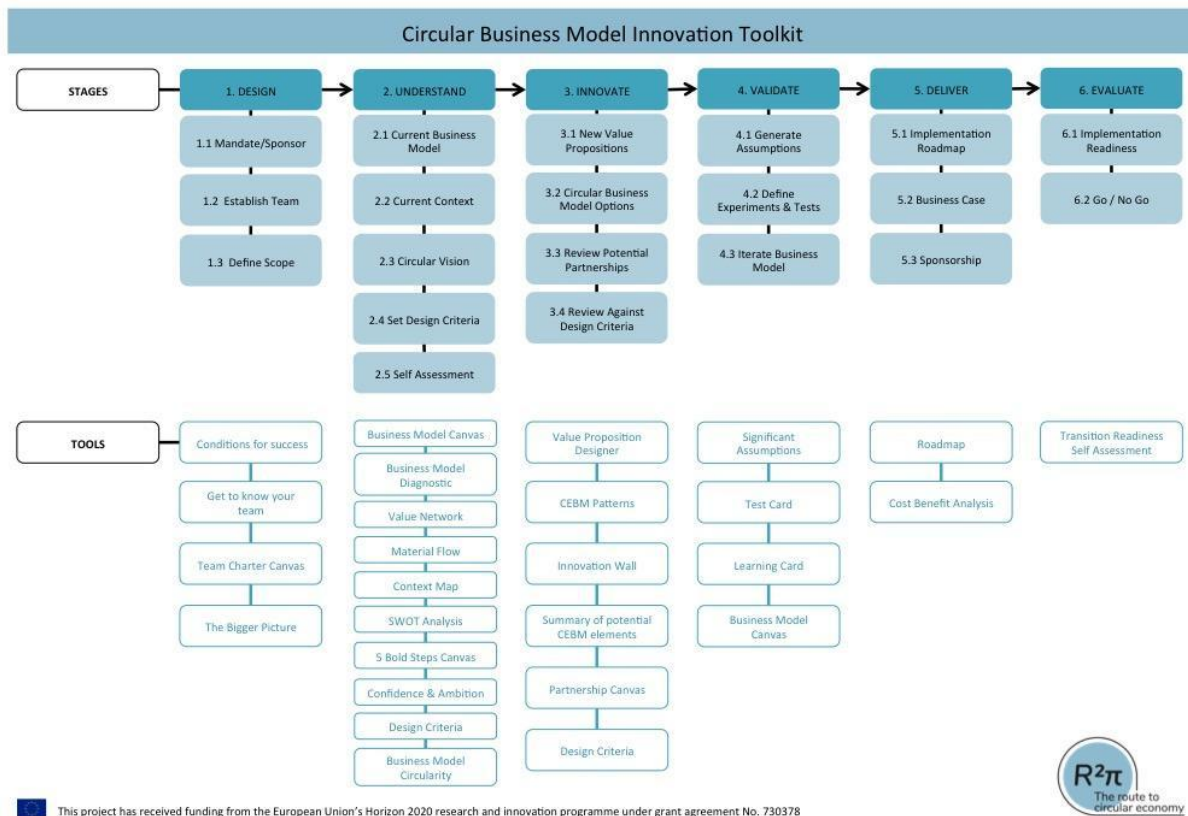 Circular Business Model Innovation Toolkit
STAGES
1. DESIGN
2. UNDERSTAND
3. INNOVATE
4. VALIDATE
5. DELIVER
6. EVALUATE
1.1 Mandate/Sponsor
1.2 Establish Team
1.3 Define Scope
2.1 Current Business
Model
2.2 Current Context
2.3 Circular Vision
2.4 Set Design Criteria
2.5 Self Assessment
3.1 New Value
Propositions
3.2 Circular Business
Model Options
3.3 Review Potential
Partnerships
3.4 Review Against
Design Criteria
4.1 Generate
Assumptions
4.2 Define
Experiments & Tests
4.3 Iterate Business
Model
5.1 Implementation
Roadmap
5.2 Business Case
5.3 Sponsorship
6.1 Implementation
Readiness
6.2 Go / No Go
TOOLS
Conditions for success
Get to know your
team
Team Charter Canvas
The Bigger Picture
Business Model Canvas
Business Model
Diagnostic
Value Network
Material Flow
Context Map
SWOT Analysis
5 Bold Steps Canvas
Confidence & Ambition
Design Criteria
Business Model
Circularity
Value Proposition
Designer
CEBM Patterns
Innovation Wall
Summary of potential
CEBM elements
Partnership Canvas
Design Criteria
Significant
Assumptions
Test Card
Learning Card
Business Model
Canvas
Roadmap
Cost Benefit Analysis
Transition Readiness
Self Assessment
R²π
The route to
circular economy
This project has received funding from the European Union's Horizon 2020 research and innovation programme under grant agreement No. 730378